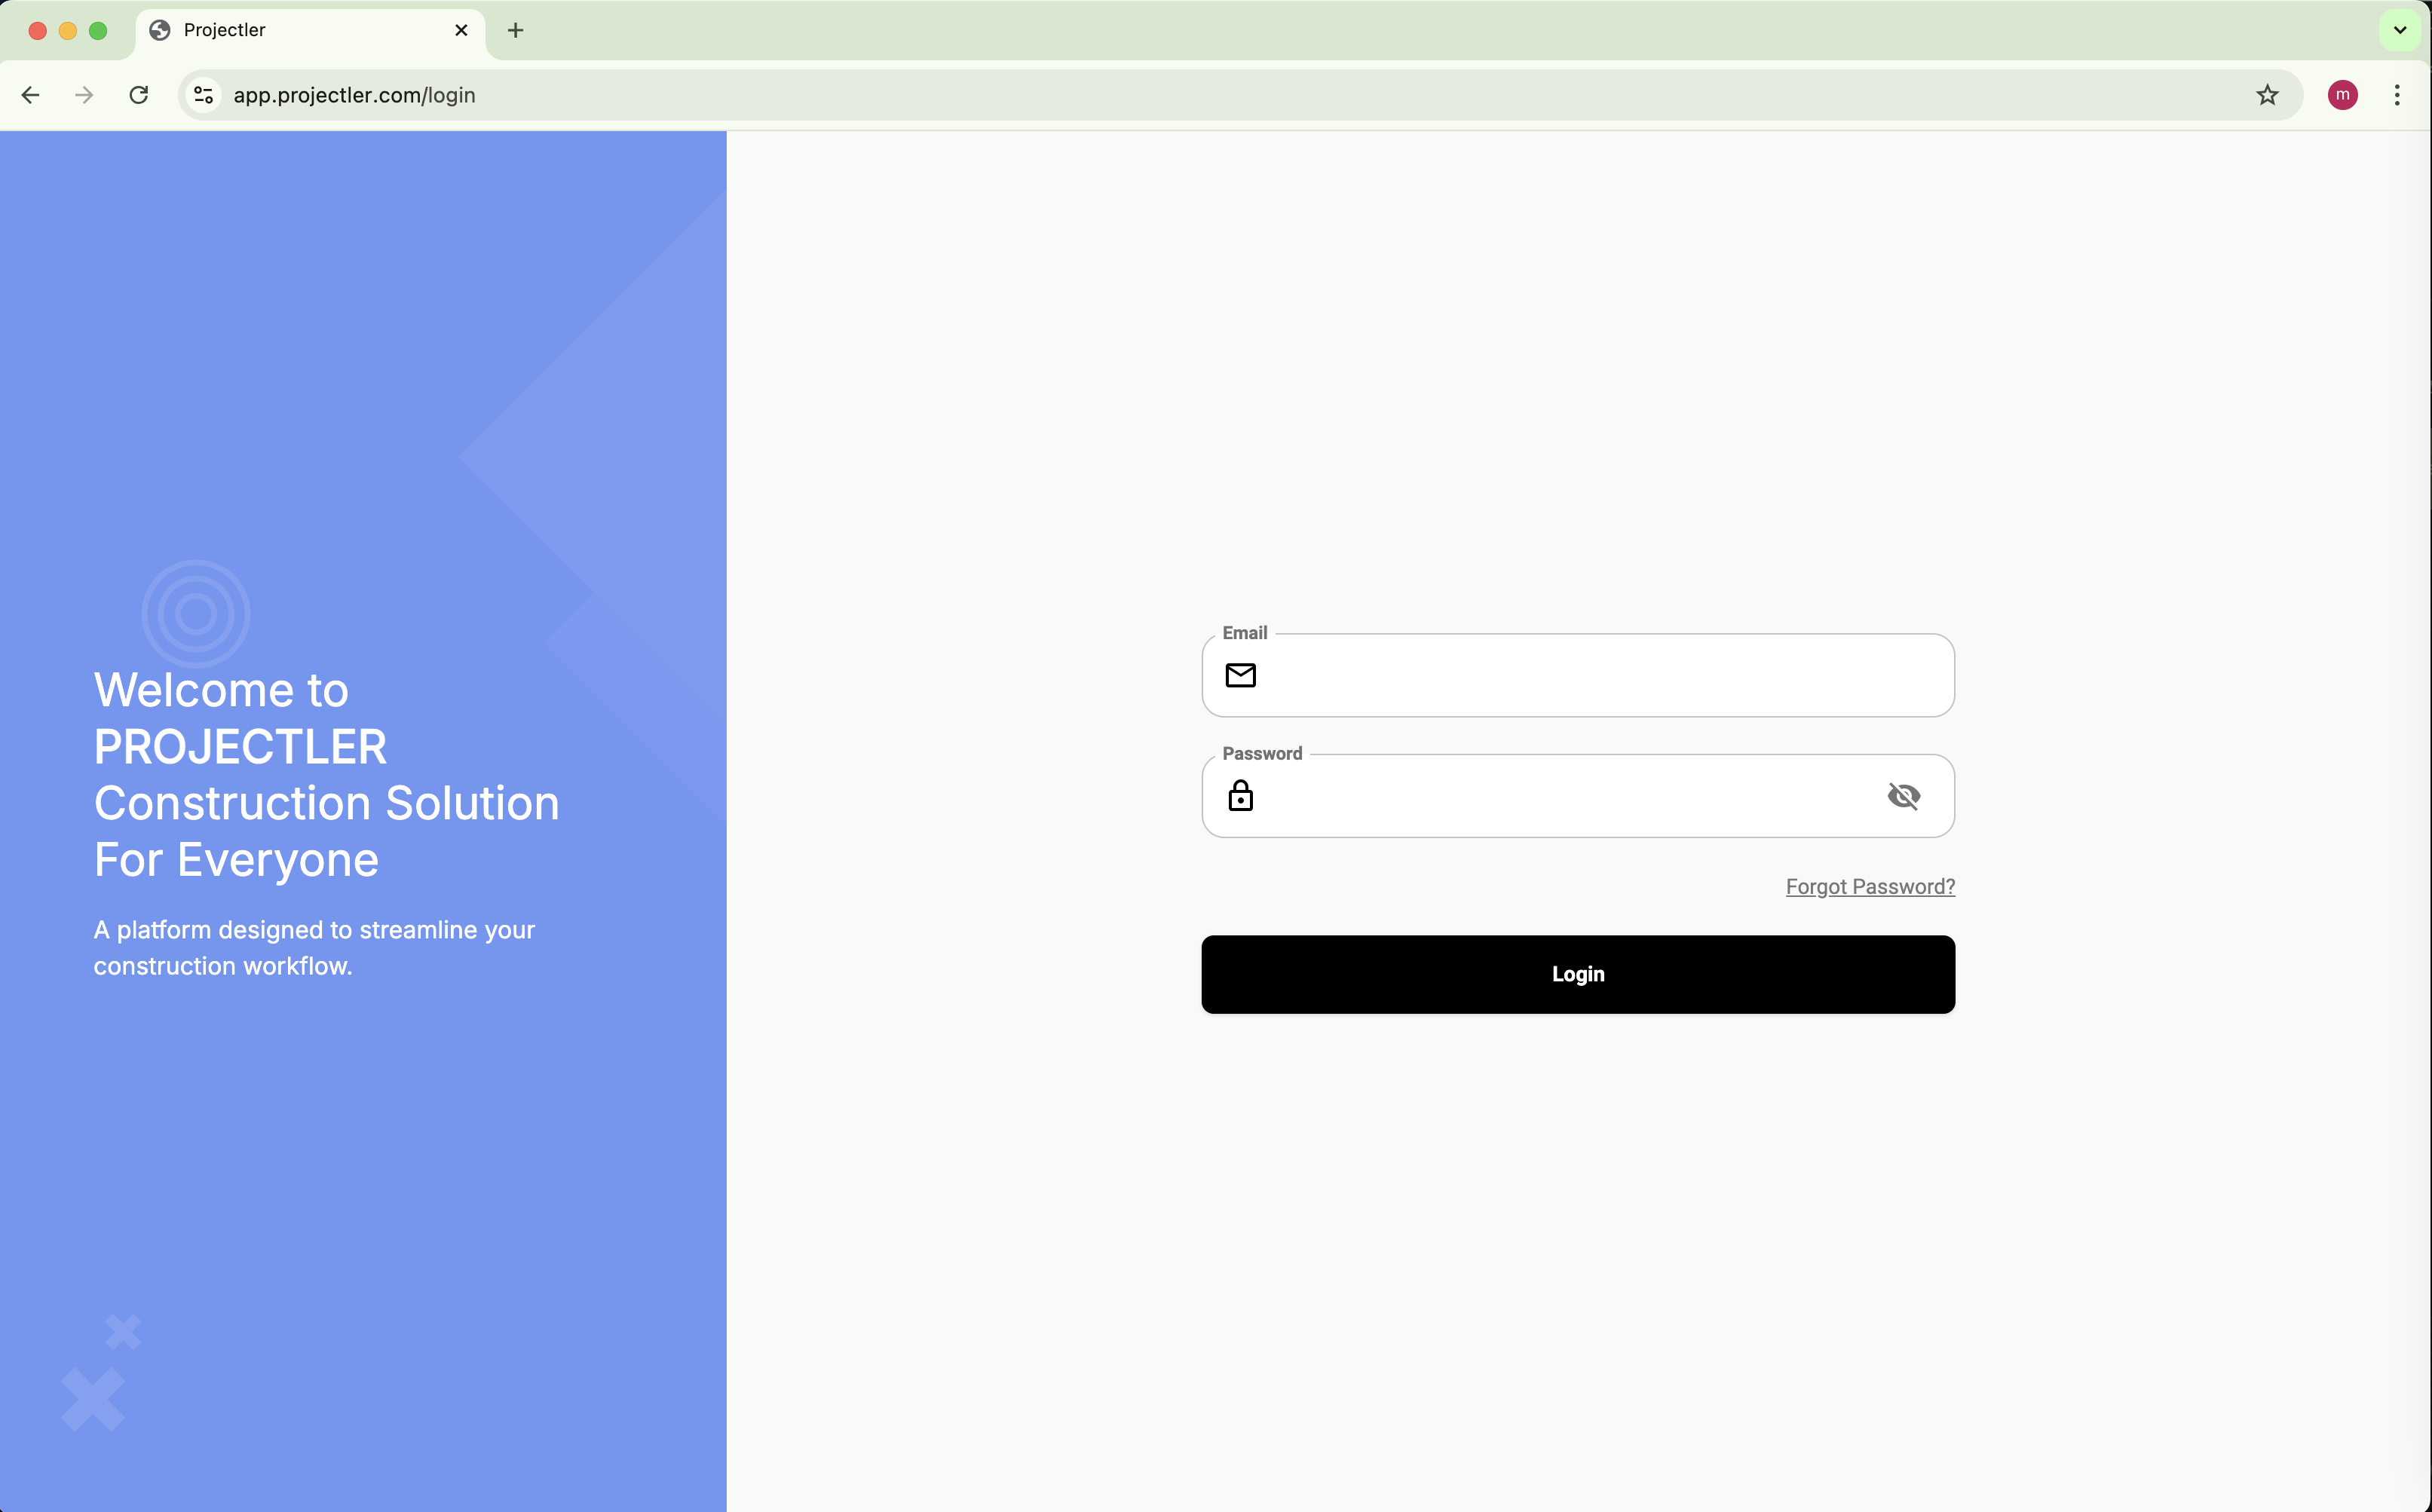 Projectler
app.projectler.com/login
m
Welcome to
PROJECTLER
Construction Solution
For Everyone
A platform designed to streamline your
construction workflow.
Email
Password
Forgot Password?
Login